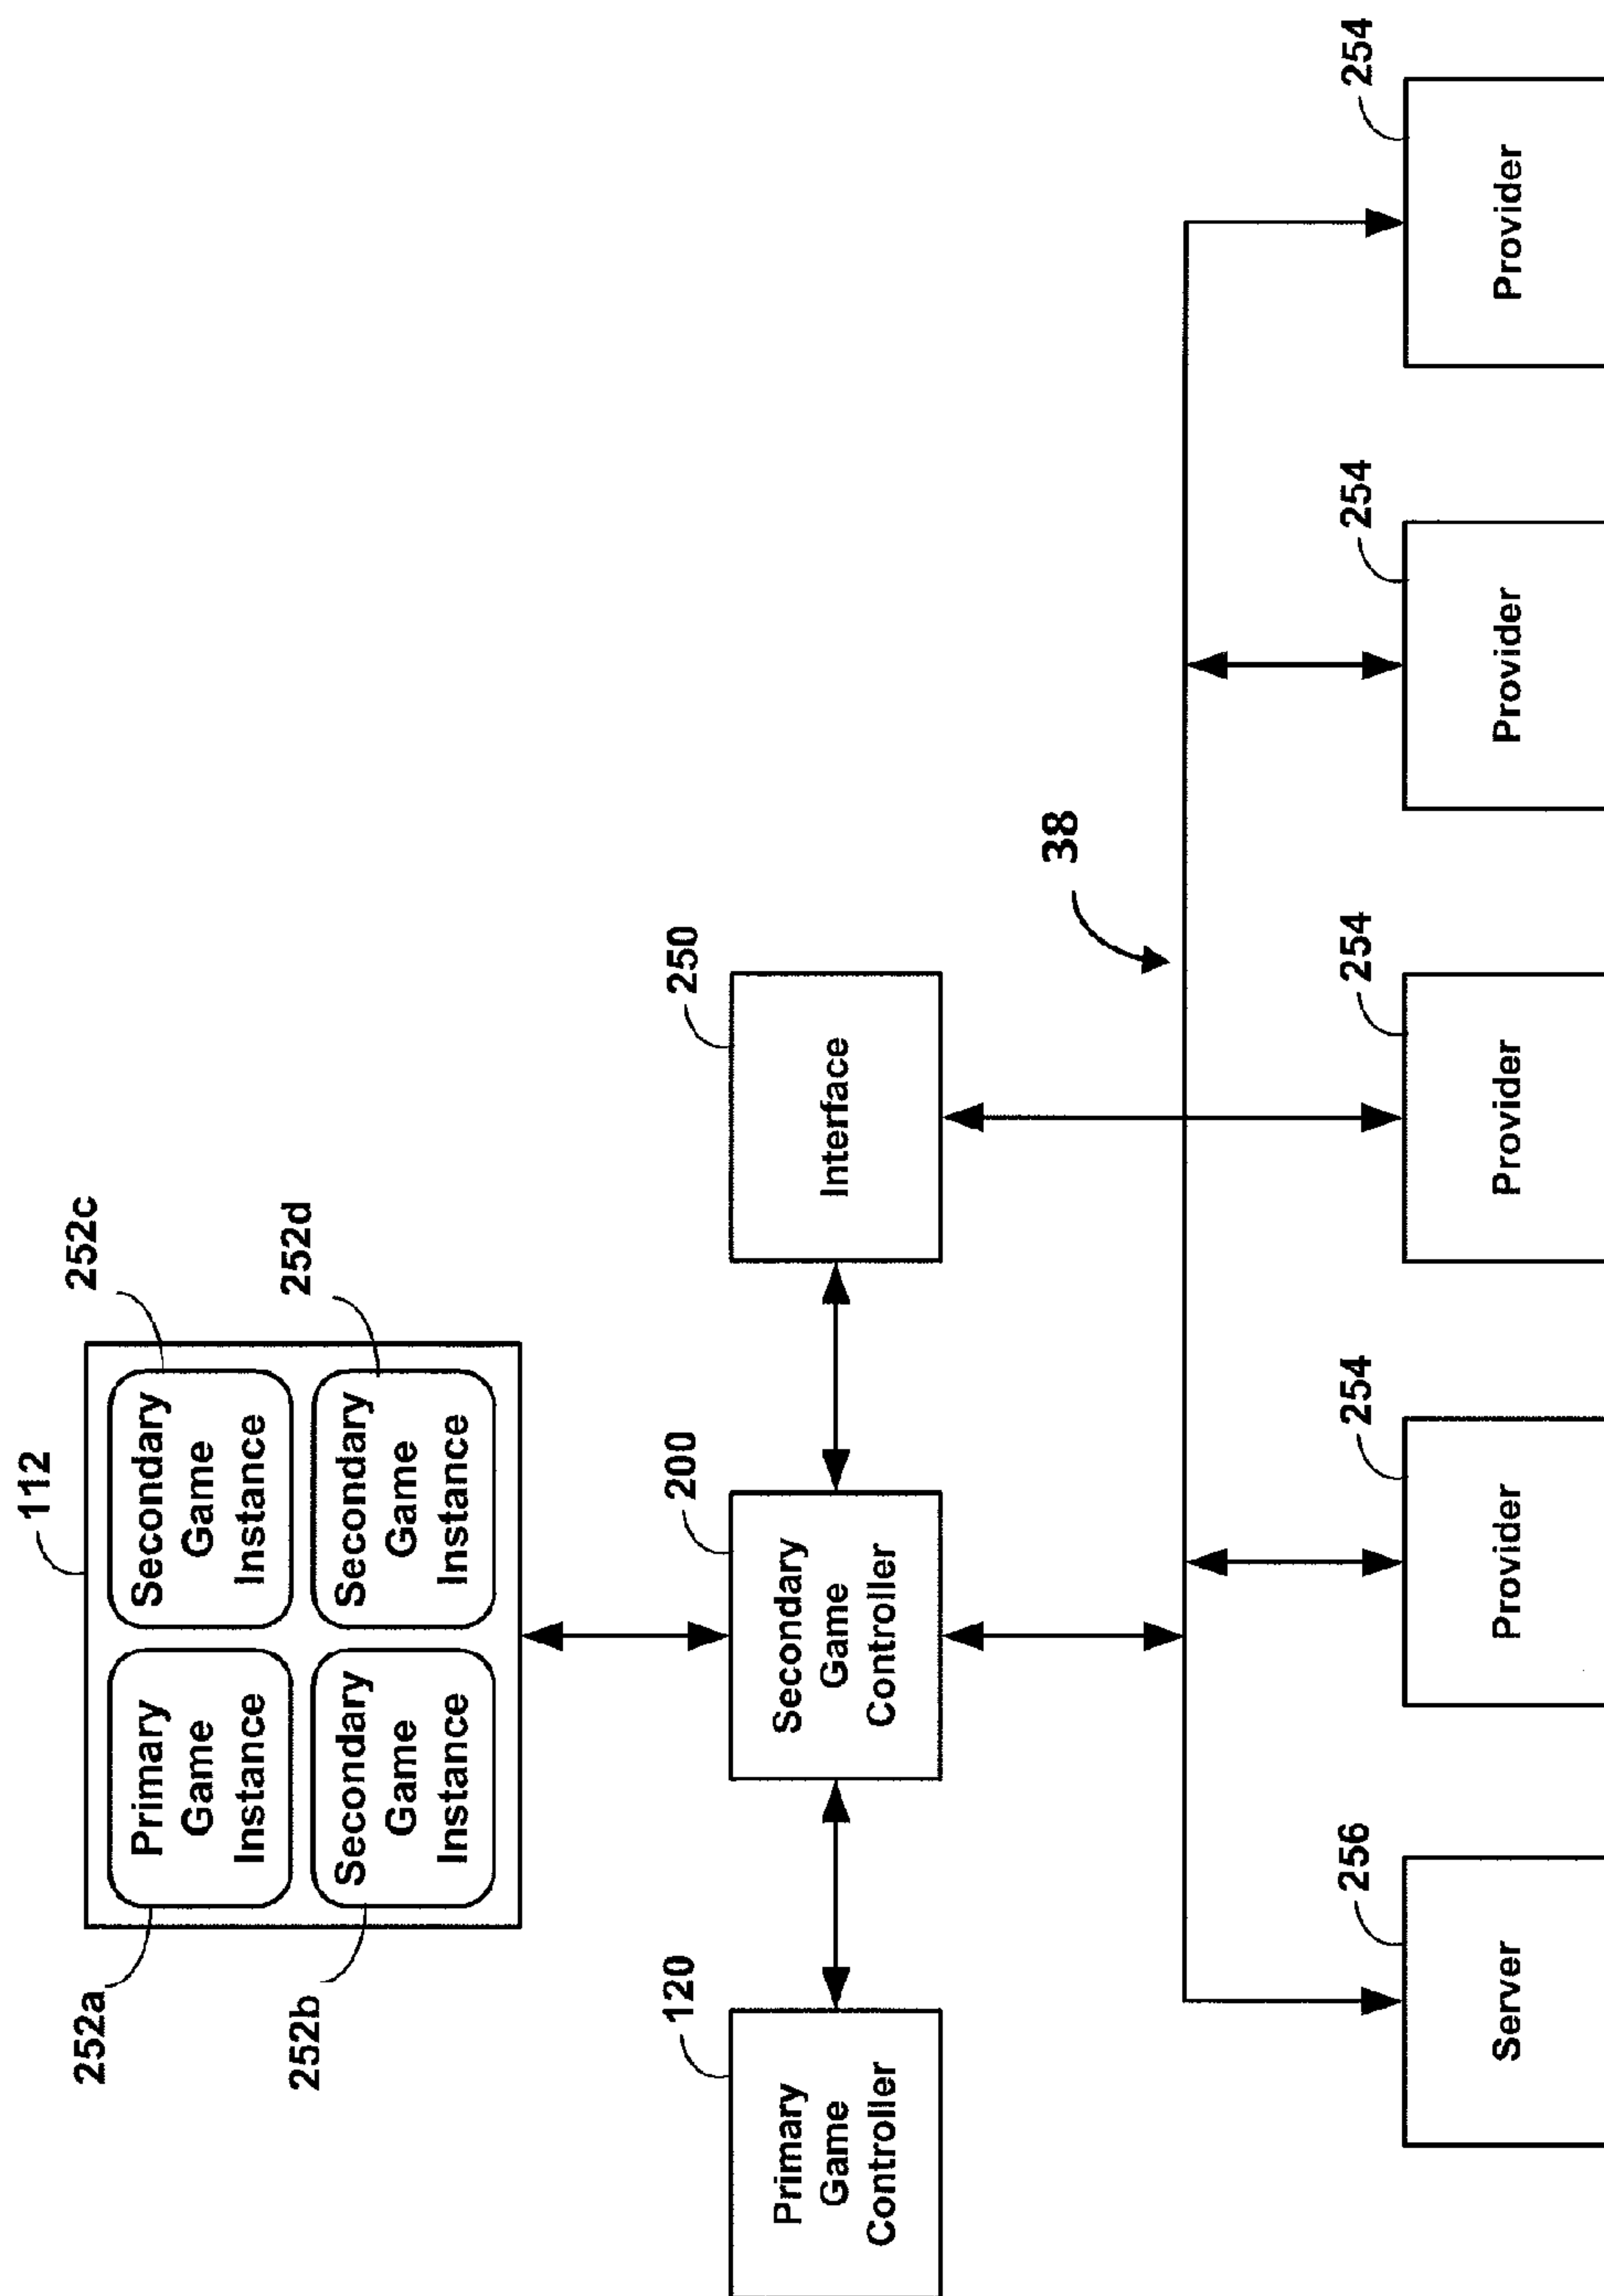 112
252a
Primary
Game
Instance
252c
Secondary
Game
Instance
252b
Secondary
Game
Instance
252d
Secondary
Game
Instance
120
Primary
Game
Controller
200
Secondary
Game
Controller
250
Interface
38
256
Server
254
Provider
254
Provider
254
Provider
254
Provider